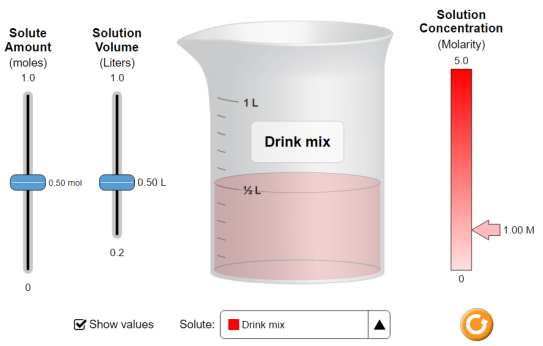 Solute
Amount
(moles)
1.0
0.50 mol
0
Solution
Volume
(Liters)
1.0
0.50 L
0.2
1 L
Drink mix
½ L
Solution
Concentration
(Molarity)
5.0
1.00 M
0
Show values
Solute:
Drink mix